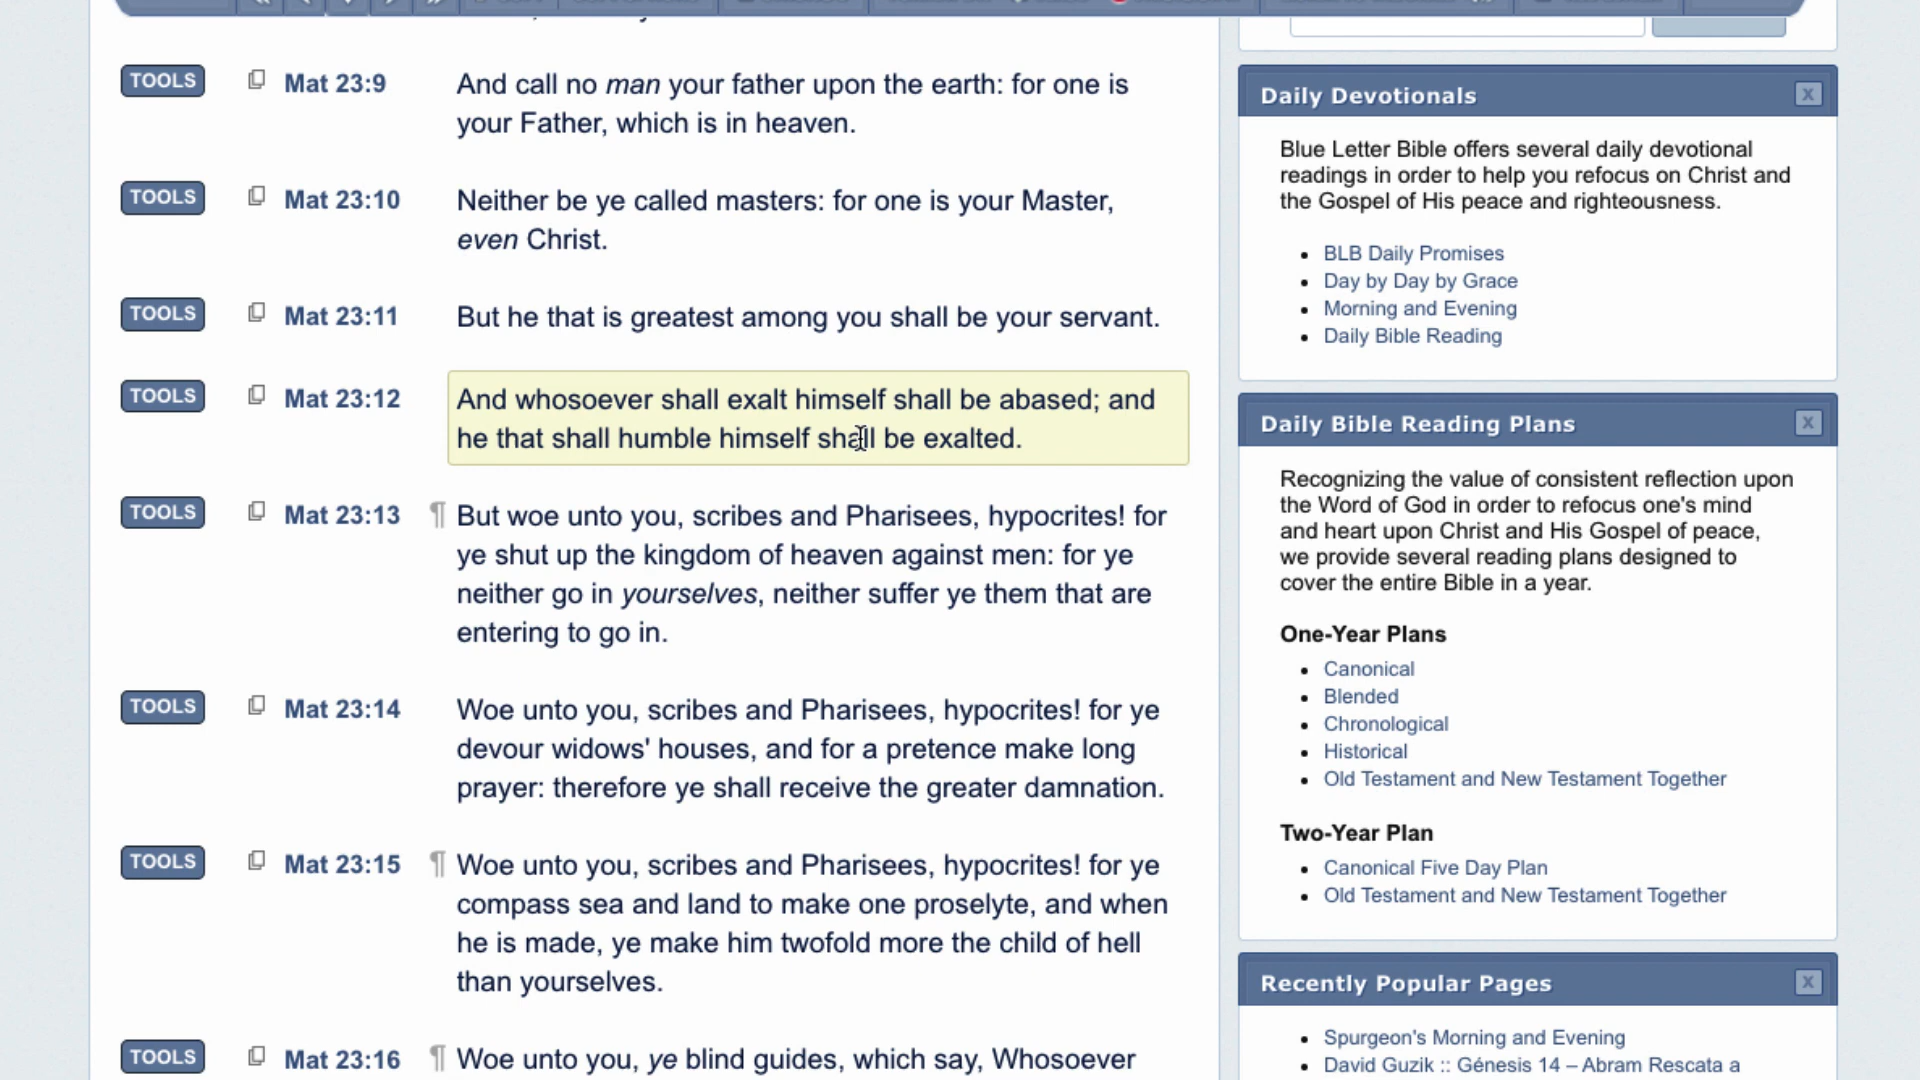 TOOLS Mat 23:9 And call no man your father upon the earth: for one is
your Father, which is in heaven.
TOOLS Mat 23:10 Neither be ye called masters: for one is your Master,
even Christ.
TOOLS Mat 23:11 But he that is greatest among you shall be your servant.
TOOLS Mat 23:12 And whosoever shall exalt himself shall be abased; and
he that shall humble himself shall be exalted.
TOOLS Mat 23:13 ¶ But woe unto you, scribes and Pharisees, hypocrites! for
ye shut up the kingdom of heaven against men: for ye
neither go in yourselves, neither suffer ye them that are
entering to go in.
TOOLS Mat 23:14 Woe unto you, scribes and Pharisees, hypocrites! for ye
devour widows' houses, and for a pretence make long
prayer: therefore ye shall receive the greater damnation.
TOOLS Mat 23:15 ¶ Woe unto you, scribes and Pharisees, hypocrites! for ye
compass sea and land to make one proselyte, and when
he is made, ye make him twofold more the child of hell
than yourselves.
TOOLS Mat 23:16 ¶ Woe unto you, ye blind guides, which say, Whosoever
Daily Devotionals X
Blue Letter Bible offers several daily devotional
readings in order to help you refocus on Christ and
the Gospel of His peace and righteousness.
• BLB Daily Promises
• Day by Day by Grace
• Morning and Evening
• Daily Bible Reading
Daily Bible Reading Plans X
Recognizing the value of consistent reflection upon
the Word of God in order to refocus one's mind
and heart upon Christ and His Gospel of peace,
we provide several reading plans designed to
cover the entire Bible in a year.
One-Year Plans
• Canonical
• Blended
• Chronological
• Historical
• Old Testament and New Testament Together
Two-Year Plan
• Canonical Five Day Plan
• Old Testament and New Testament Together
Recently Popular Pages X
• Spurgeon's Morning and Evening
• David Guzik :: Génesis 14 – Abram Rescata a